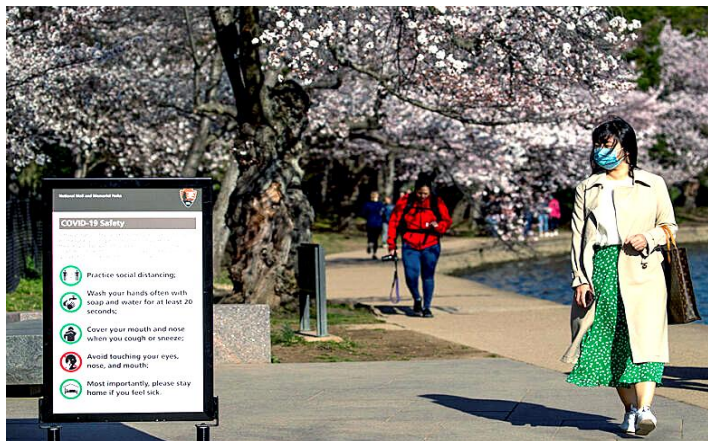 National Mall and Memorial Parks
COVID-19 Safety
Practice social distancing;
Wash your hands often with
soap and water for at least 20
seconds;
Cover your mouth and nose
when you cough or sneeze;
Avoid touching your eyes,
nose, and mouth;
Most importantly, please stay
home if you feel sick.